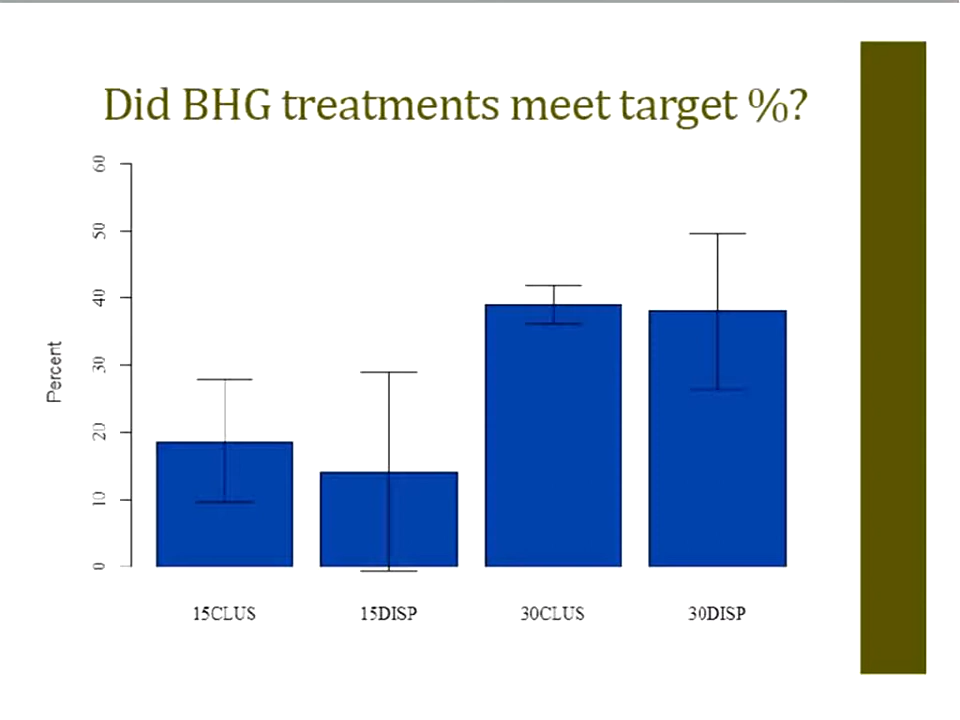 Did BHG treatments meet target %?
60
50
40
30
20
10
0
Percent
15CLUS 15DISP 30CLUS 30DISP